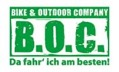 BIKE & OUTDOOR COMPANY
B.O.C.
Da fahr' ich am besten!